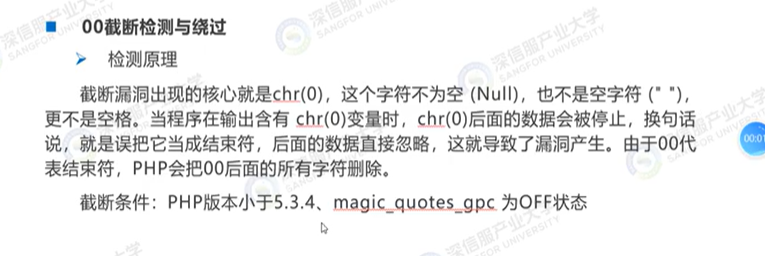 00截断检测与绕过
检测原理
截断漏洞出现的核心就是chr(0)，这个字符不为空 (Null)，也不是空字符 (" ")，
更不是空格。当程序在输出含有 chr(0)变量时，chr(0)后面的数据会被停止，换句话
说，就是误把它当成结束符，后面的数据直接忽略，这就导致了漏洞产生。由于00代
表结束符，PHP会把00后面的所有字符删除。
截断条件：PHP版本小于5.3.4、magic_quotes_gpc 为OFF状态
深信服产业大学
SANGFOR UNIVERSITY
00:01